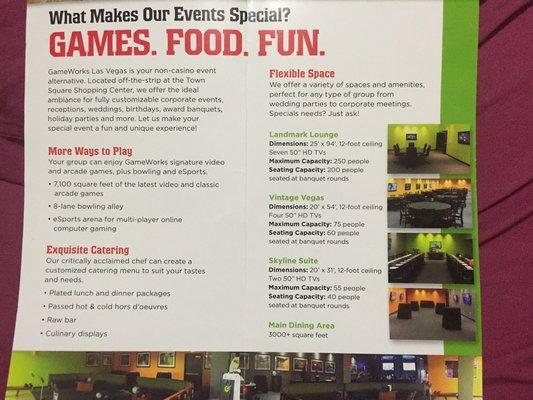 What Makes Our Events Special?
GAMES. FOOD. FUN.
GameWorks Las Vegas is your non-casino event
alternative. Located off-the-strip at the Town
Square Shopping Center, we offer the ideal
ambiance for fully customizable corporate events,
receptions, weddings, birthdays, award banquets,
holiday parties and more. Let us make your
special event a fun and unique experience!
More Ways to Play
Your group can enjoy GameWorks signature video
and arcade games, plus bowling and eSports.
• 7,100 square feet of the latest video and classic
arcade games
• 8-lane bowling alley
• eSports arena for multi-player online
computer gaming
Exquisite Catering
Our critically acclaimed chef can create a
customized catering menu to suit your tastes
and needs.
• Plated lunch and dinner packages
• Passed hot & cold hors d'oeuvres
• Raw bar
• Culinary displays
Flexible Space
We offer a variety of spaces and amenities,
perfect for any type of group from
wedding parties to corporate meetings.
Specials needs? Just ask!
Landmark Lounge
Dimensions: 25' x 94', 12-foot ceiling
Seven 50" HD TVs
Maximum Capacity: 250 people
Seating Capacity: 200 people
seated at banquet rounds
Vintage Vegas
Dimensions: 20' x 54', 12-foot ceiling
Four 50" HD TVs
Maximum Capacity: 75 people
Seating Capacity: 60 people
seated at banquet rounds
Skyline Suite
Dimensions: 20' x 31', 12-foot ceiling
Two 50" HD TVs
Maximum Capacity: 55 people
Seating Capacity: 40 people
seated at banquet rounds
Main Dining Area
3000+ square feet